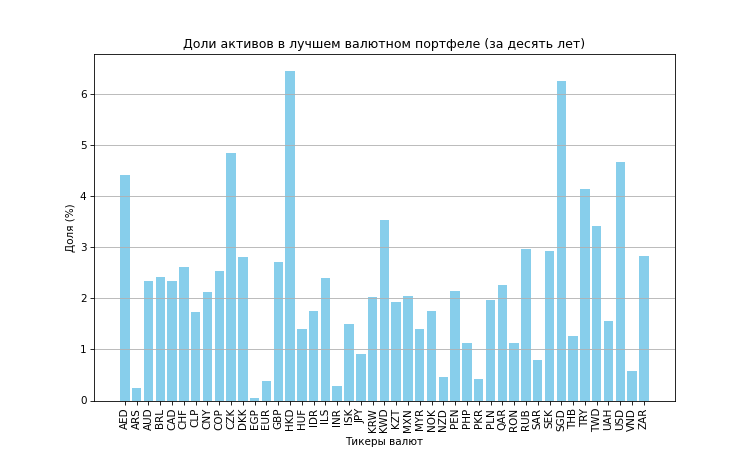 Доли активов в лучшем валютном портфеле (за десять лет)
Доля (%)
6
5
4
3
2
1
0
AED ARS AUD BRL CAD CHF CLP CNY COP CZK DKK EGP EUR GBP HKD HUF IDR ILS INR ISK JPY KRW KWD KZT MXN MYR NOK NZD PEN PHP PKR PLN QAR RON RUB SAR SEK SGD THB TRY TWD UAH USD VND ZAR
Тикеры валют